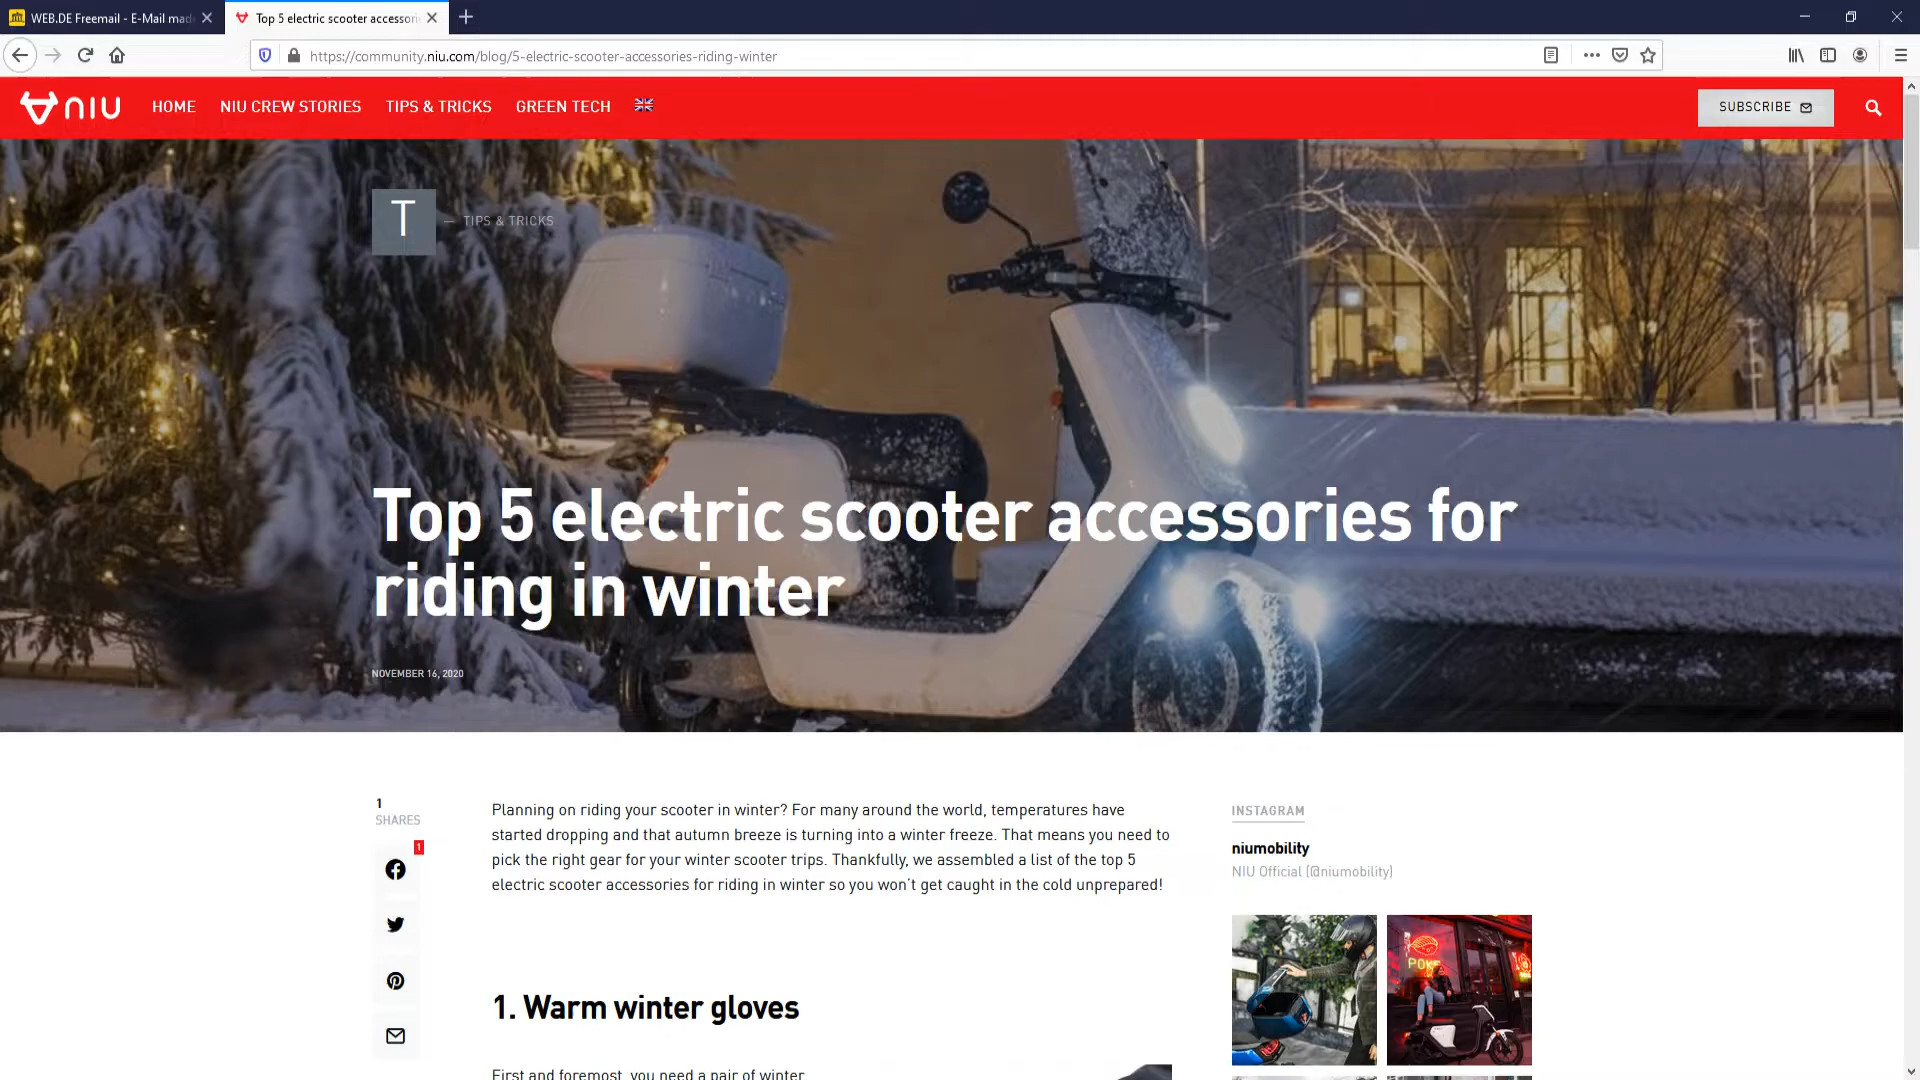 WEB.DE Freemail - E-Mail made
Top 5 electric scooter accessori
https://community.niu.com/blog/5-electric-scooter-accessories-riding-winter
niu
HOME
NIU CREW STORIES
TIPS & TRICKS
GREEN TECH
SUBSCRIBE
T
— TIPS & TRICKS
Top 5 electric scooter accessories for
riding in winter
NOVEMBER 16, 2020
1
SHARES
1
Planning on riding your scooter in winter? For many around the world, temperatures have
started dropping and that autumn breeze is turning into a winter freeze. That means you need to
pick the right gear for your winter scooter trips. Thankfully, we assembled a list of the top 5
electric scooter accessories for riding in winter so you won't get caught in the cold unprepared!
1. Warm winter gloves
First and foremost, you need a pair of winter
INSTAGRAM
niumobility
NIU Official (@niumobility)
POKE